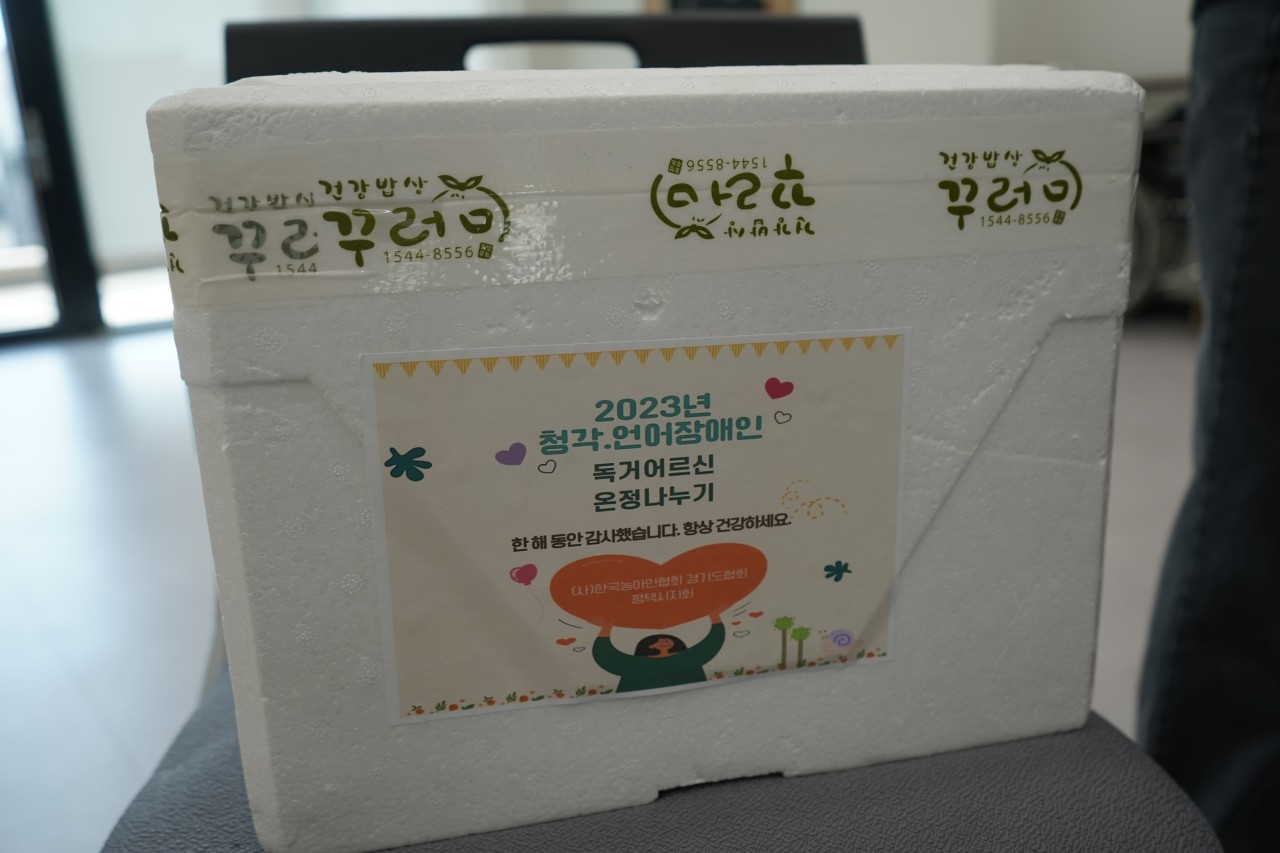 건강밥상
꾸러
1544
건강밥상
꾸러미
1544-8556
건강밥상
꾸러미
1544-8556
건강밥상
꾸러미
1544-8556
2023년
청각.언어장애인
독거어르신
온정나누기
한 해 동안 감사했습니다. 항상 건강하세요.
(사)한국농아인협회 경기도협회
평택시지회